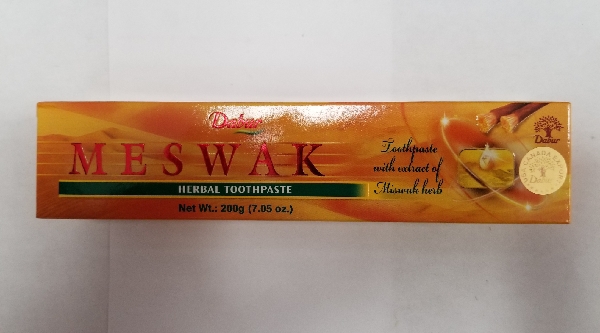 Dabur
MESWAK
HERBAL TOOTHPASTE
Net Wt.: 200g (7.05 oz.)
Toothpaste
with extract of
Miswak herb
Dabur